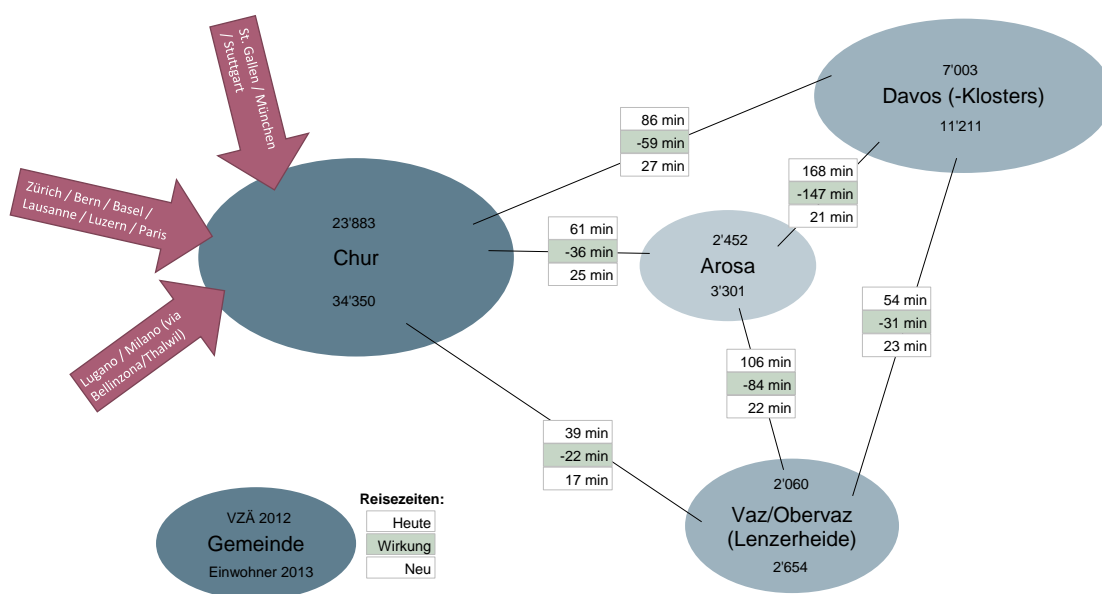 St. Gallen / München
/ Stuttgart
Zürich / Bern / Basel /
Lausanne / Luzern / Paris
Lugano / Milano (via
Bellinzona/Thalwil)
23'883
Chur
34'350
86 min
-59 min
27 min
7'003
Davos (-Klosters)
11'211
168 min
-147 min
21 min
61 min
-36 min
25 min
2'452
Arosa
3'301
54 min
-31 min
23 min
106 min
-84 min
22 min
39 min
-22 min
17 min
2'060
Vaz/Obervaz
(Lenzerheide)
2'654
VZÄ 2012
Gemeinde
Einwohner 2013
Reisezeiten:
Heute
Wirkung
Neu